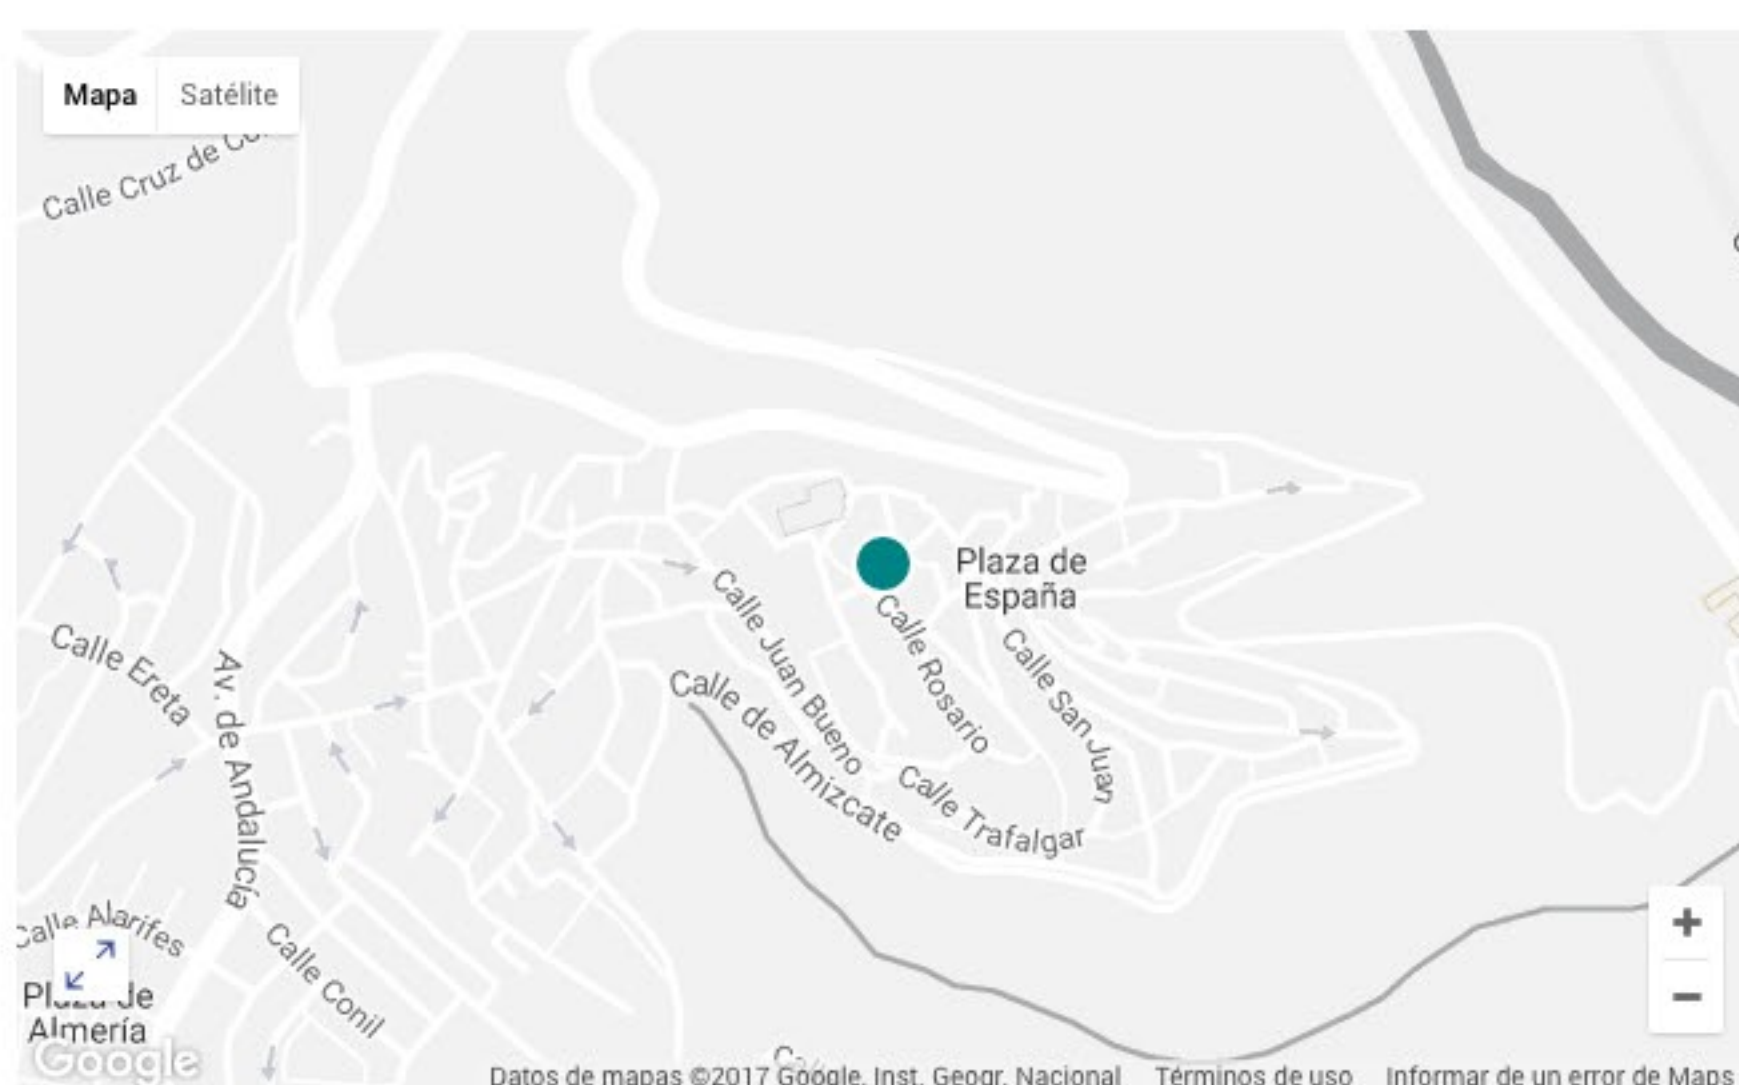 Mapa Satélite
Calle Cruz de
Plaza de
España
Calle Juan Bueno
Calle Rosario
Calle San Juan
Calle Ereta
Av. de Andalucía
Calle de Almizcate
Calle Trafalgar
Calle Alarifes
Calle Conil
Plaza de
Almería
+
−
Google
Datos de mapas ©2017 Google, Inst. Geogr. Nacional Términos de uso Informar de un error de Maps